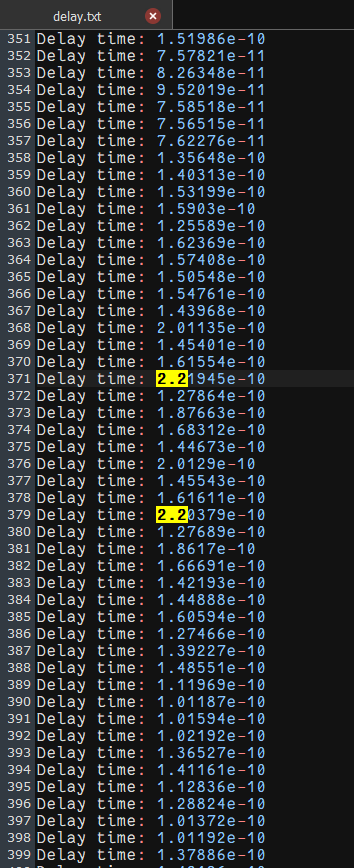 delay.txt
351 Delay time: 1.51986e-10
352 Delay time: 7.57821e-11
353 Delay time: 8.26348e-11
354 Delay time: 9.52019e-11
355 Delay time: 7.58518e-11
356 Delay time: 7.56515e-11
357 Delay time: 7.62276e-11
358 Delay time: 1.35648e-10
359 Delay time: 1.40313e-10
360 Delay time: 1.53199e-10
361 Delay time: 1.5903e-10
362 Delay time: 1.25589e-10
363 Delay time: 1.62369e-10
364 Delay time: 1.57408e-10
365 Delay time: 1.50548e-10
366 Delay time: 1.54761e-10
367 Delay time: 1.43968e-10
368 Delay time: 2.01135e-10
369 Delay time: 1.45401e-10
370 Delay time: 1.61554e-10
371 Delay time: 2.21945e-10
372 Delay time: 1.27864e-10
373 Delay time: 1.87663e-10
374 Delay time: 1.68312e-10
375 Delay time: 1.44673e-10
376 Delay time: 2.0129e-10
377 Delay time: 1.45543e-10
378 Delay time: 1.61611e-10
379 Delay time: 2.20379e-10
380 Delay time: 1.27689e-10
381 Delay time: 1.8617e-10
382 Delay time: 1.66691e-10
383 Delay time: 1.42193e-10
384 Delay time: 1.44888e-10
385 Delay time: 1.60594e-10
386 Delay time: 1.27466e-10
387 Delay time: 1.39227e-10
388 Delay time: 1.48551e-10
389 Delay time: 1.11969e-10
390 Delay time: 1.01187e-10
391 Delay time: 1.01594e-10
392 Delay time: 1.02192e-10
393 Delay time: 1.36527e-10
394 Delay time: 1.41161e-10
395 Delay time: 1.12836e-10
396 Delay time: 1.28824e-10
397 Delay time: 1.01372e-10
398 Delay time: 1.01192e-10
399 Delay time: 1.37886e-10